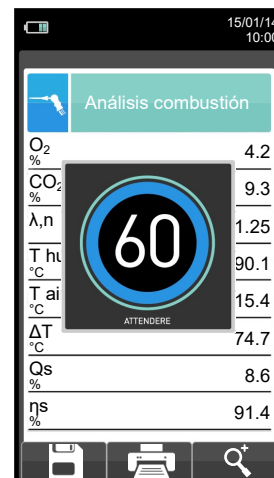 15/01/14
10:00
Análisis combustión
O₂ % 4.2
CO₂ % 9.3
λ,n 1.25
T hu °C 90.1
T ai °C 15.4
ΔT °C 74.7
Qs % 8.6
ηs % 91.4
60
ATTENDERE